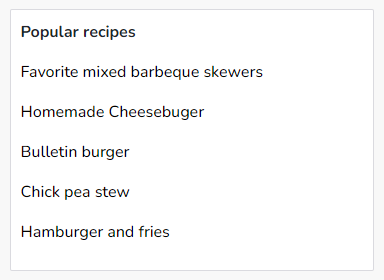 Popular recipes
Favorite mixed barbeque skewers
Homemade Cheesebuger
Bulletin burger
Chick pea stew
Hamburger and fries